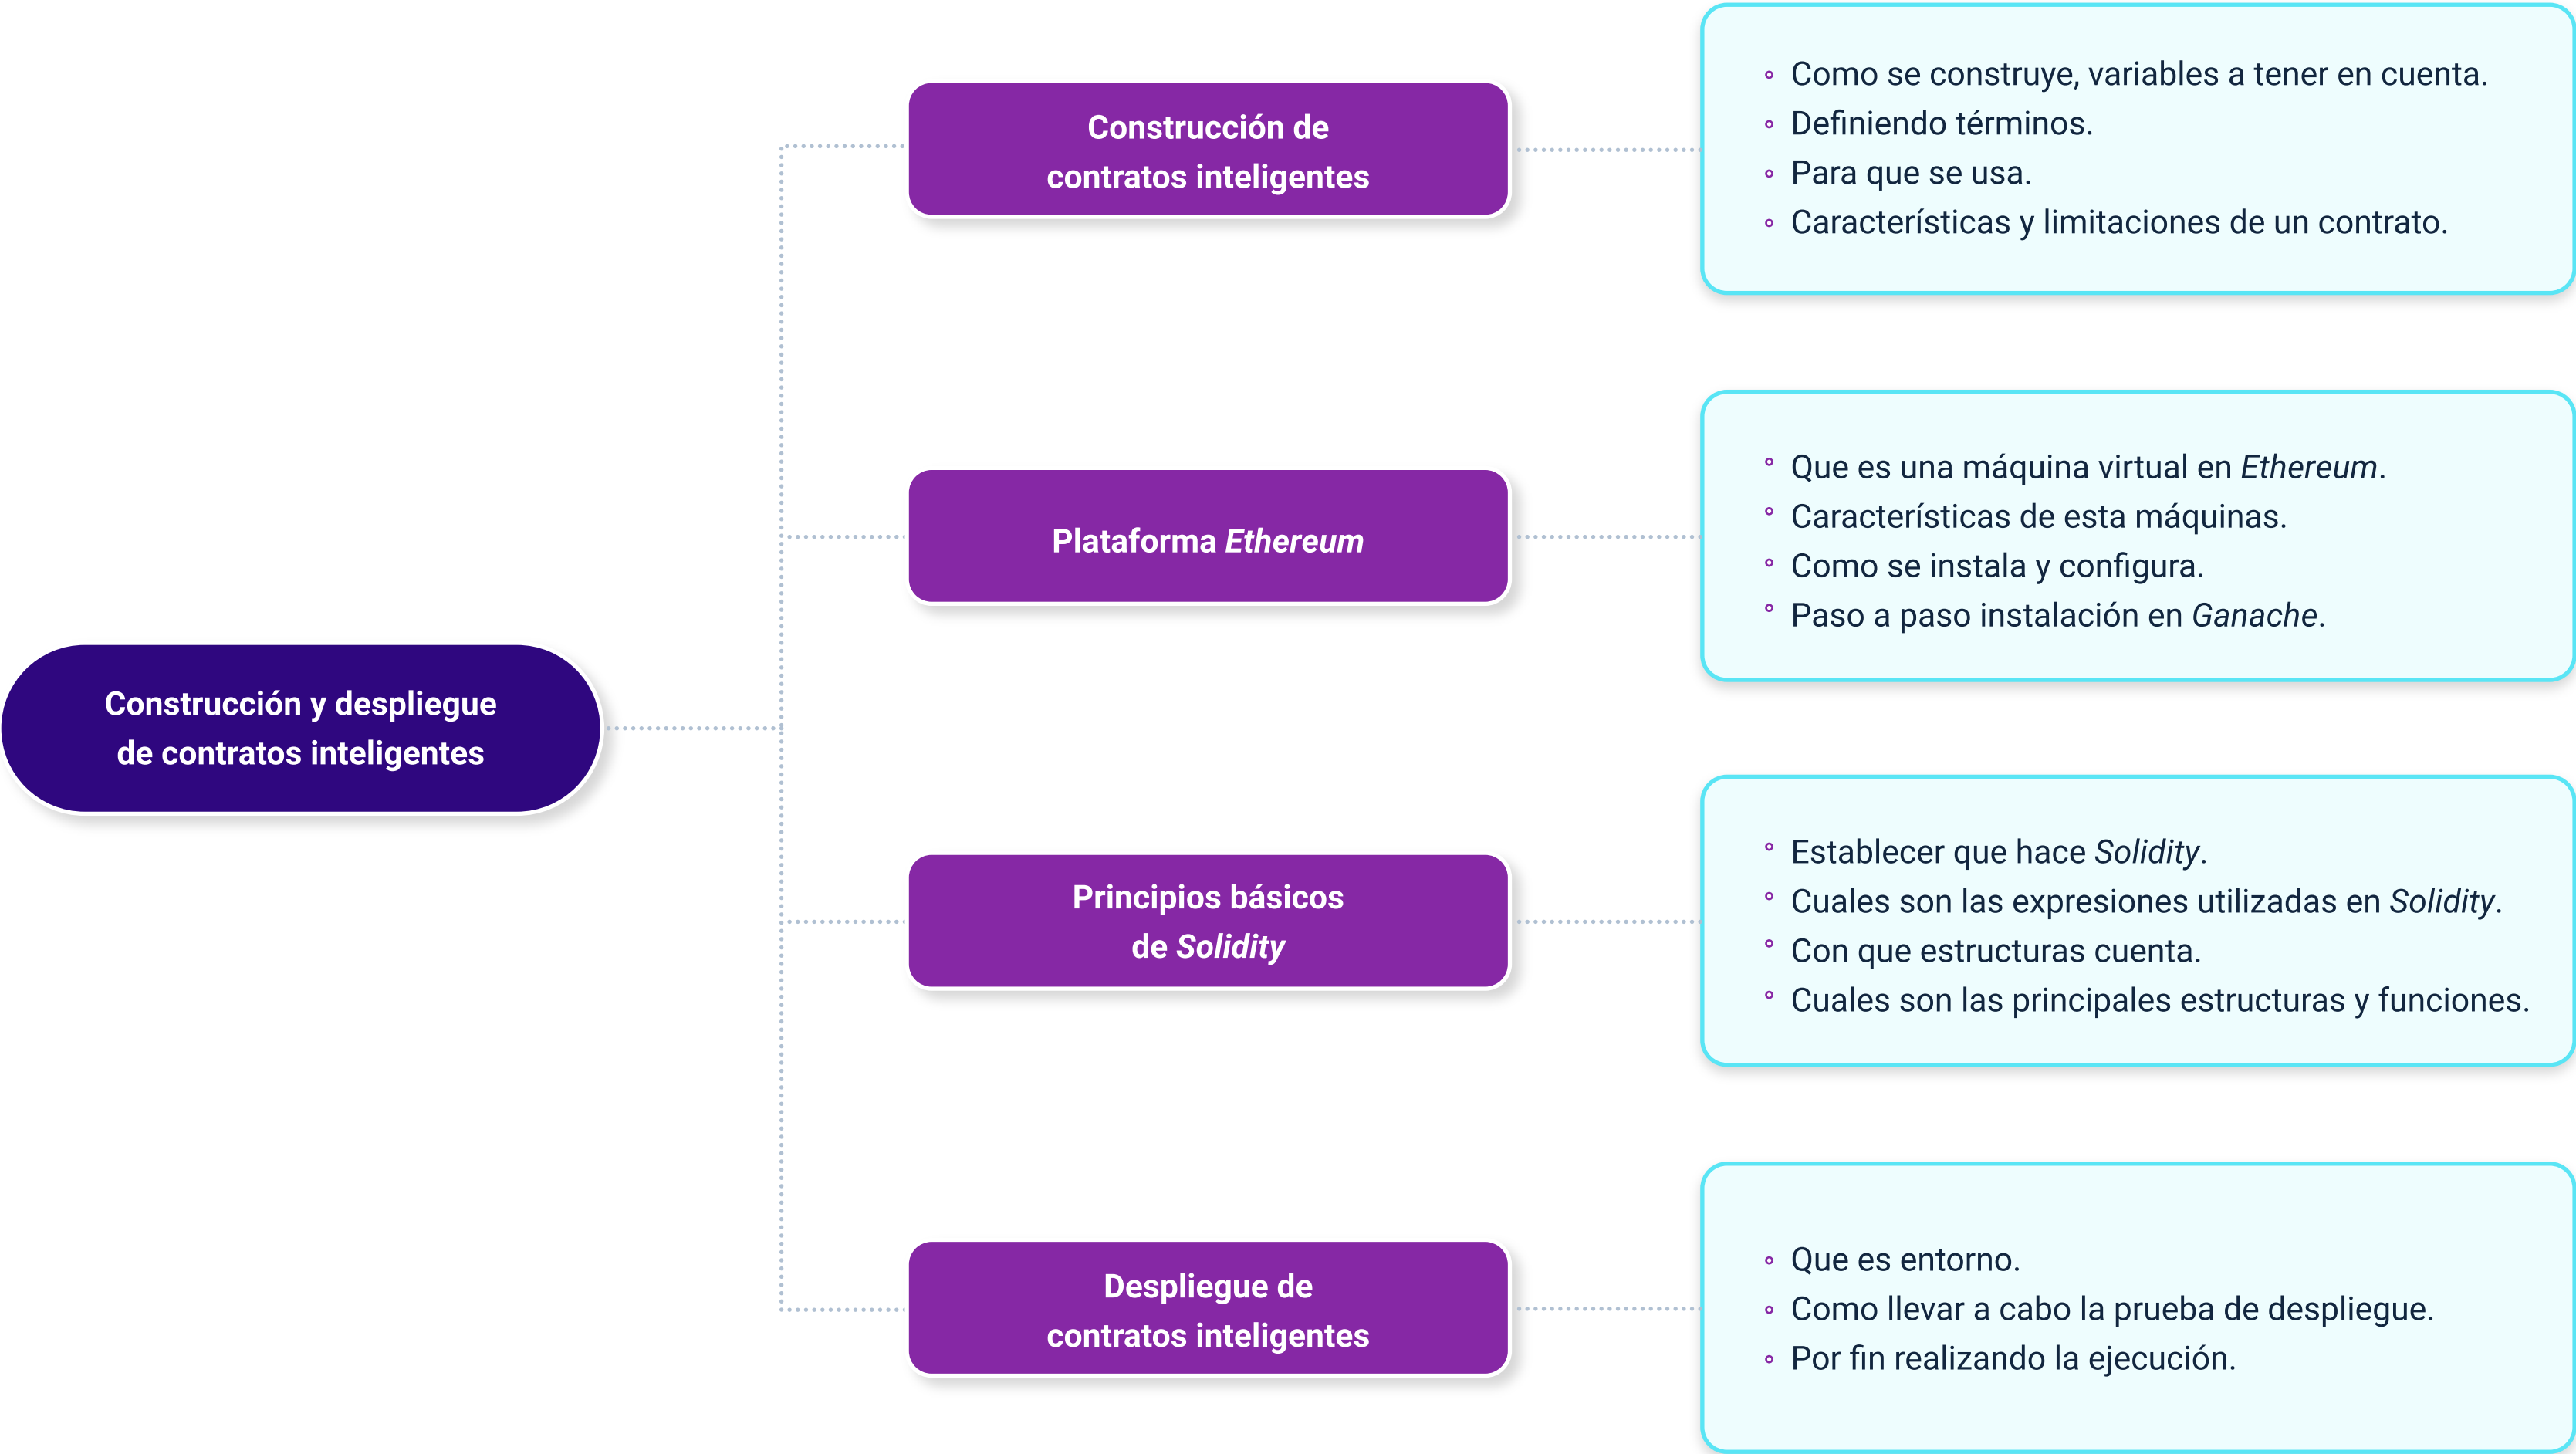 Construcción y despliegue
de contratos inteligentes
Construcción de
contratos inteligentes
Como se construye, variables a tener en cuenta.
Definiendo términos.
Para que se usa.
Características y limitaciones de un contrato.
Plataforma Ethereum
Que es una máquina virtual en Ethereum.
Características de esta máquinas.
Como se instala y configura.
Paso a paso instalación en Ganache.
Principios básicos
de Solidity
Establecer que hace Solidity.
Cuales son las expresiones utilizadas en Solidity.
Con que estructuras cuenta.
Cuales son las principales estructuras y funciones.
Despliegue de
contratos inteligentes
Que es entorno.
Como llevar a cabo la prueba de despliegue.
Por fin realizando la ejecución.